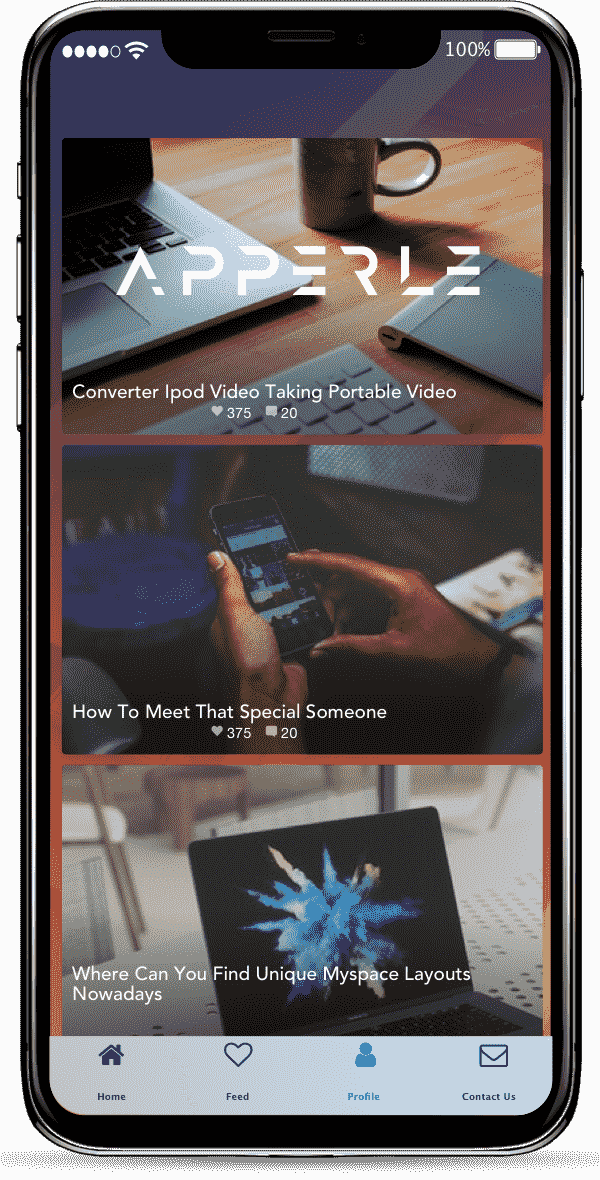 100%
APPERLE
Converter Ipod Video Taking Portable Video
375 20
How To Meet That Special Someone
375 20
Where Can You Find Unique Myspace Layouts
Nowadays
Home Feed Profile Contact Us